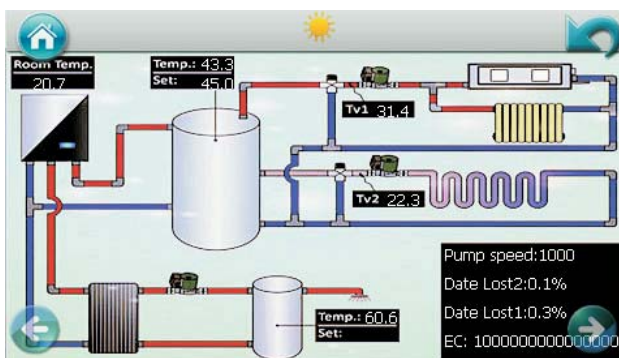 Room Temp.
20.7
Temp.: 43.3
Set: 45.0
Tv1 31.4
Tv2 22.3
Temp.: 60.6
Set:
Pump speed:1000
Date Lost2:0.1%
Date Lost1:0.3%
EC: 1000000000000000